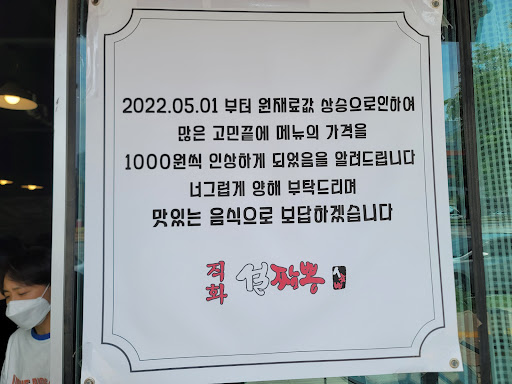 2022.05.01 부터 원재료값 상승으로인하여
많은 고민끝에 메뉴의 가격을
1000원씩 인상하게 되었음을 알려드립니다
너그럽게 양해 부탁드리며
맛있는 음식으로 보답하겠습니다
직화 짬뽕